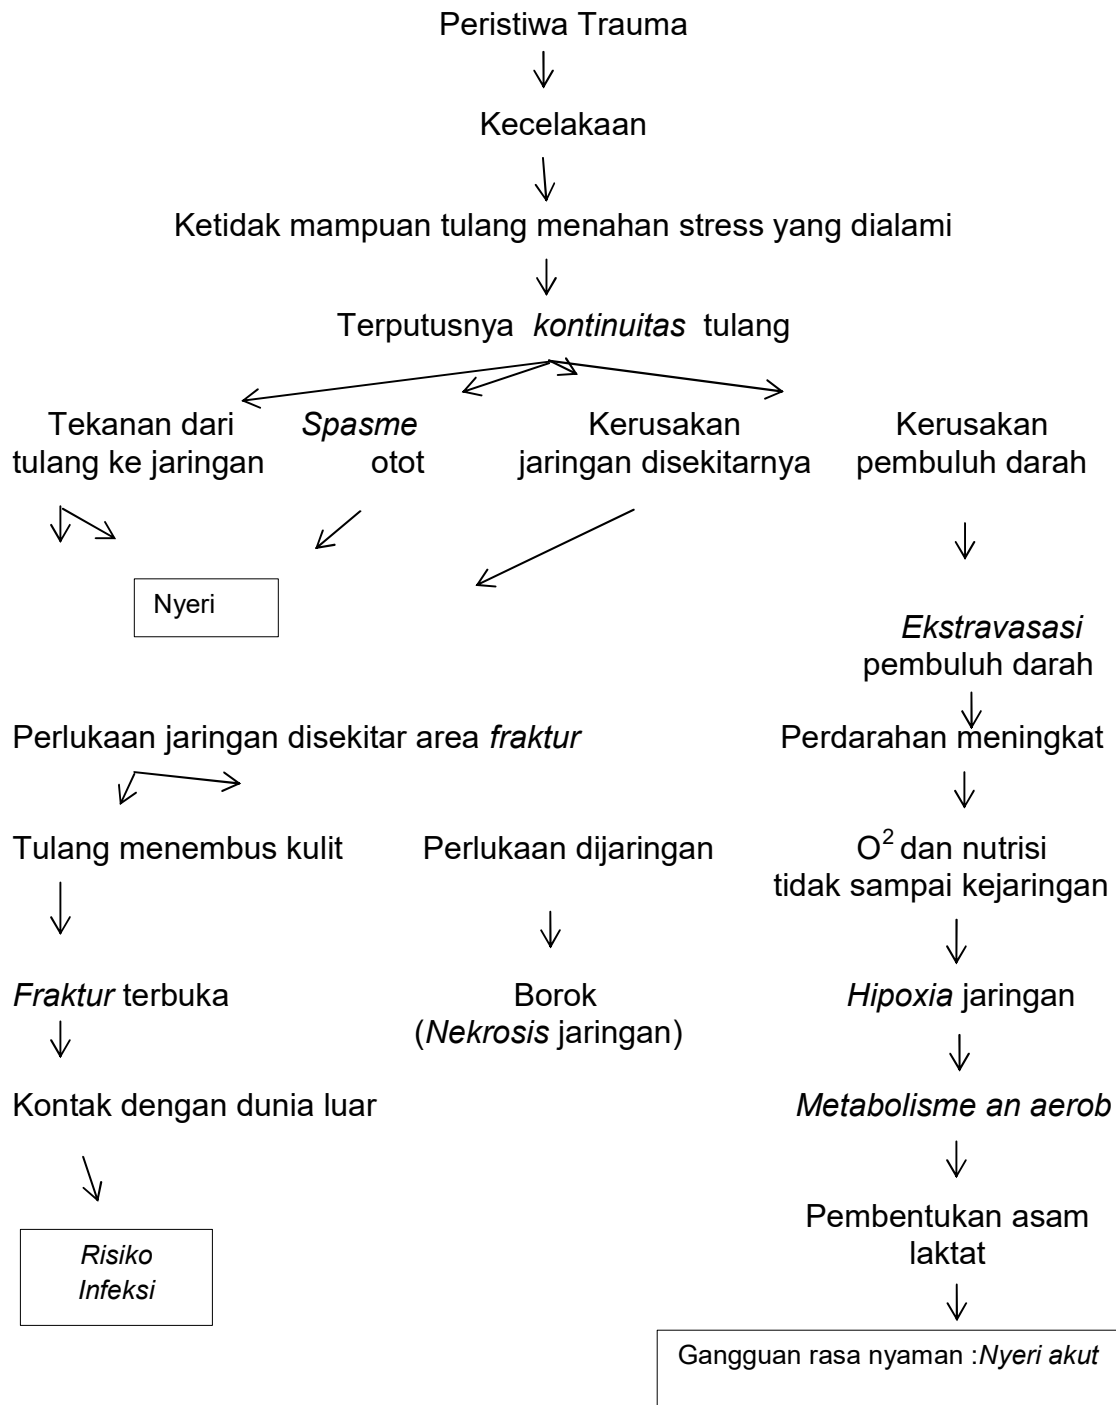 Peristiwa Trauma
Kecelakaan
Ketidak mampuan tulang menahan stress yang dialami
Terputusnya kontinuitas tulang
Tekanan dari
tulang ke jaringan
Spasme
otot
Kerusakan
jaringan disekitarnya
Kerusakan
pembuluh darah
Nyeri
Ekstravasasi
pembuluh darah
Perlukaan jaringan disekitar area fraktur
Perdarahan meningkat
Tulang menembus kulit
Perlukaan dijaringan
O² dan nutrisi
tidak sampai kejaringan
Fraktur terbuka
Borok
(Nekrosis jaringan)
Hipoxia jaringan
Kontak dengan dunia luar
Metabolisme an aerob
Risiko
Infeksi
Pembentukan asam
laktat
Gangguan rasa nyaman :Nyeri akut